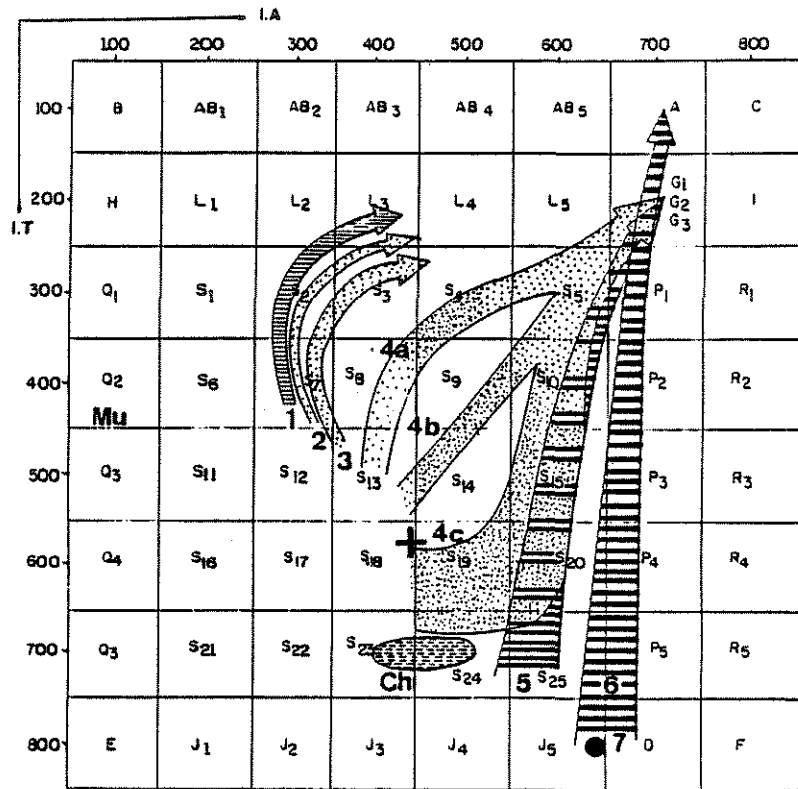 I.A
100 200 300 400 500 600 700 800
100 B AB1 AB2 AB3 AB4 AB5 A C
G1
200 H L1 L2 L3 L4 L5 G2 I
I.T G3
300 Q1 S1 S2 S3 S4 S5 P1 R1
4a
400 Q2 S6 S7 S8 S9 S10 P2 R2
Mu 1 4b
2 3
500 Q3 S11 S12 S13 S14 S15 P3 R3
4c
600 Q4 S16 S17 S18 S19 S20 P4 R4
700 Q3 S21 S22 S23 P5 R5
Ch S24 5 S25 6
7
800 E J1 J2 J3 J4 J5 D F